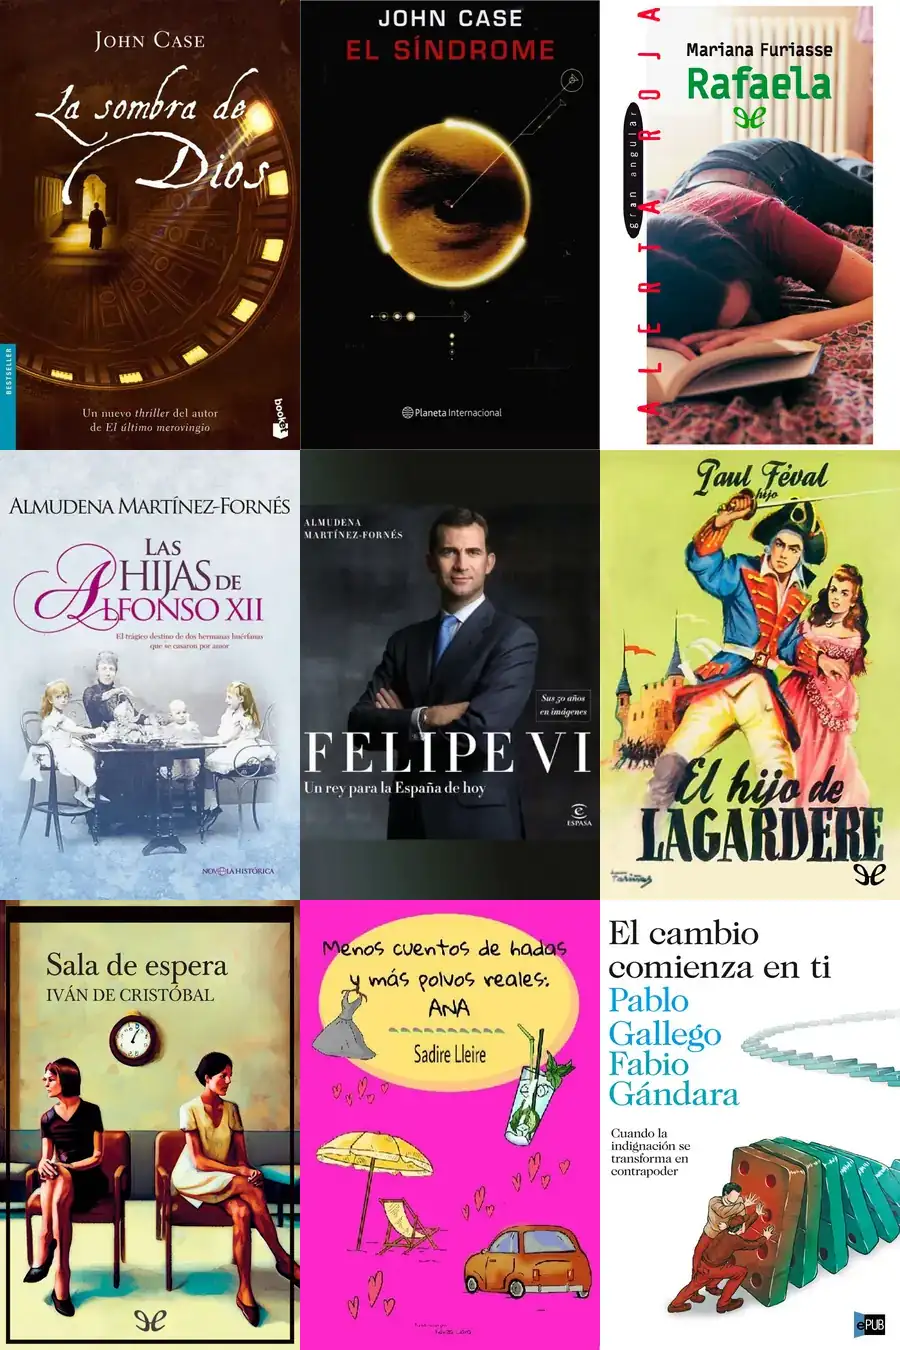 JOHN CASE
La sombra de
Dios
BESTSELLER
Un nuevo thriller del autor
de El último merovingio
booket
JOHN CASE
EL SÍNDROME
Planeta Internacional
ALERTA ROJA
gran angular
Mariana Furiasse
Rafaela
ALMUDENA MARTÍNEZ-FORNÉS
LAS
HIJAS DE
ALFONSO XII
El trágico destino de dos hermanas huérfanas
que se casaron por amor
NOVELA HISTÓRICA
ALMUDENA
MARTÍNEZ-FORNÉS
Sus 50 años
en imágenes
FELIPE VI
Un rey para la España de hoy
ESPASA
Paul Féval
hijo
El hijo de
LAGARDERE
Sala de espera
IVÁN DE CRISTÓBAL
Menos cuentos de hadas
y más polvos reales:
ANA
Sadire Lleire
El cambio
comienza en ti
Pablo
Gallego
Fabio
Gándara
Cuando la
indignación se
transforma en
contrapoder
ePUB